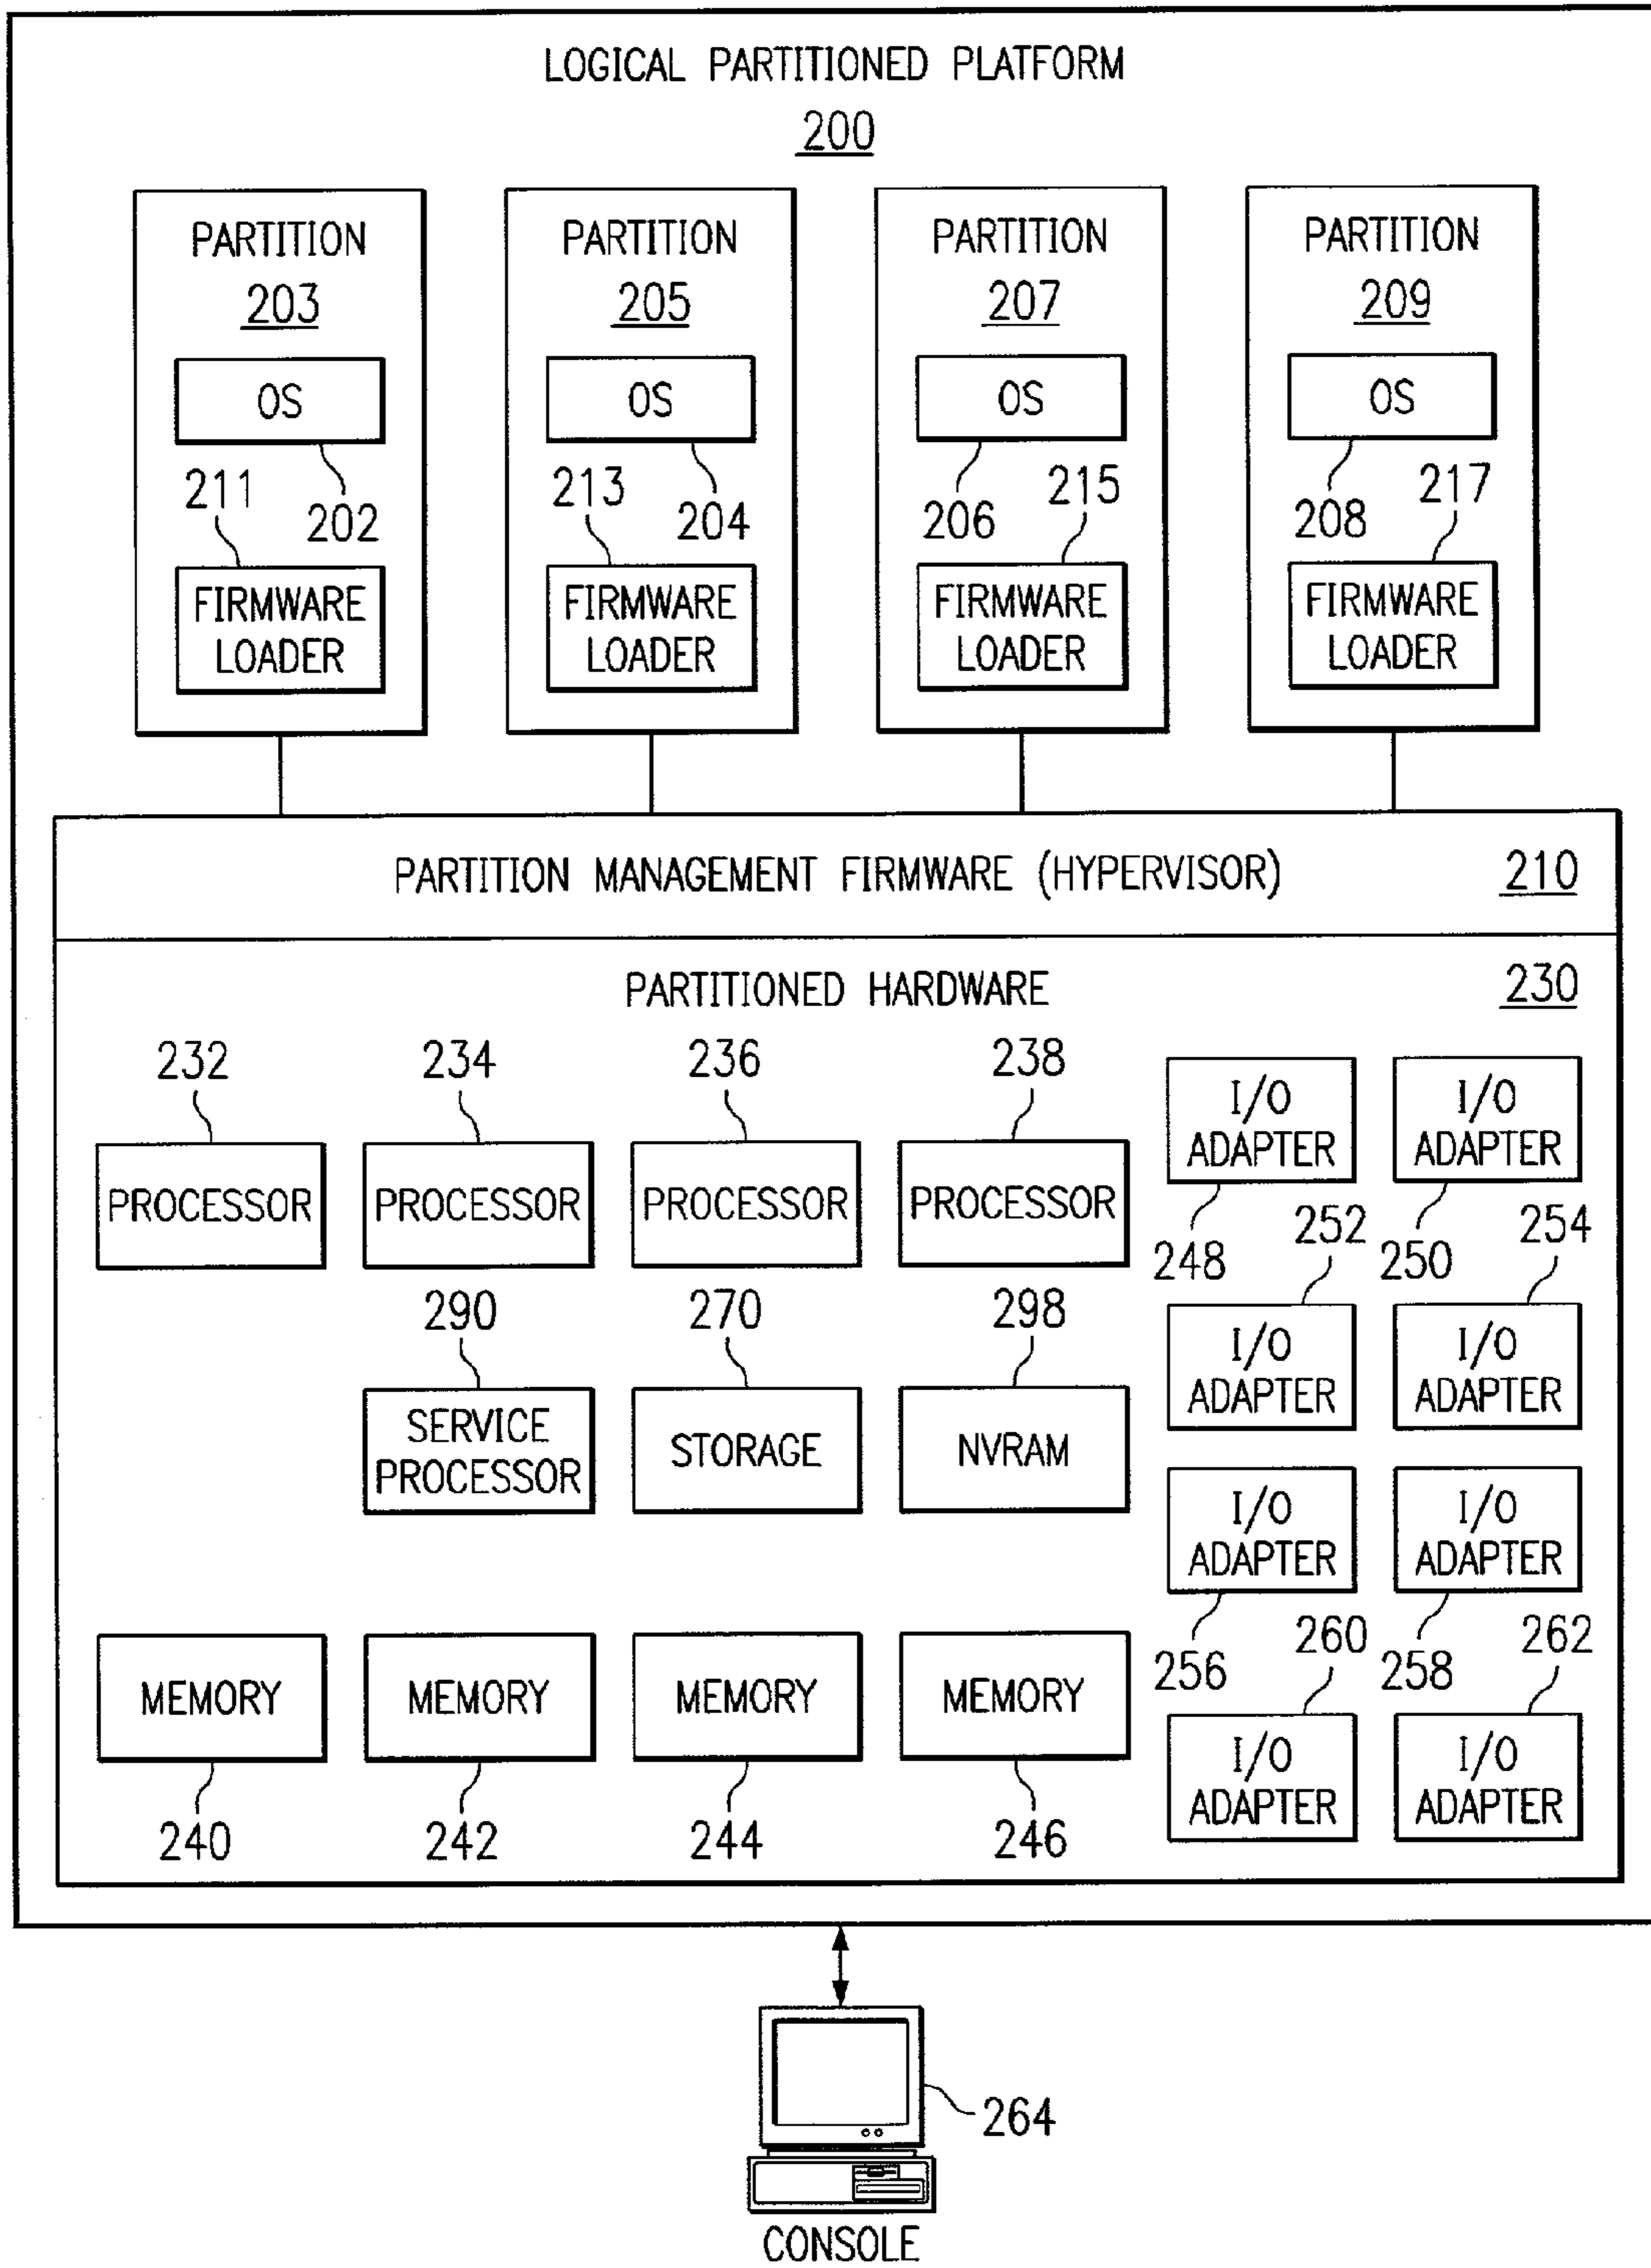 LOGICAL PARTITIONED PLATFORM
200
PARTITION
203
OS
202
211
FIRMWARE
LOADER
PARTITION
205
OS
204
213
FIRMWARE
LOADER
PARTITION
207
OS
206
215
FIRMWARE
LOADER
PARTITION
209
OS
208
217
FIRMWARE
LOADER
PARTITION MANAGEMENT FIRMWARE (HYPERVISOR)
210
PARTITIONED HARDWARE
230
232
PROCESSOR
234
PROCESSOR
236
PROCESSOR
238
PROCESSOR
290
SERVICE
PROCESSOR
270
STORAGE
298
NVRAM
MEMORY
240
MEMORY
242
MEMORY
244
MEMORY
246
I/O
ADAPTER
248
I/O
ADAPTER
250
252
I/O
ADAPTER
254
I/O
ADAPTER
I/O
ADAPTER
256
I/O
ADAPTER
258
260
I/O
ADAPTER
262
I/O
ADAPTER
264
CONSOLE